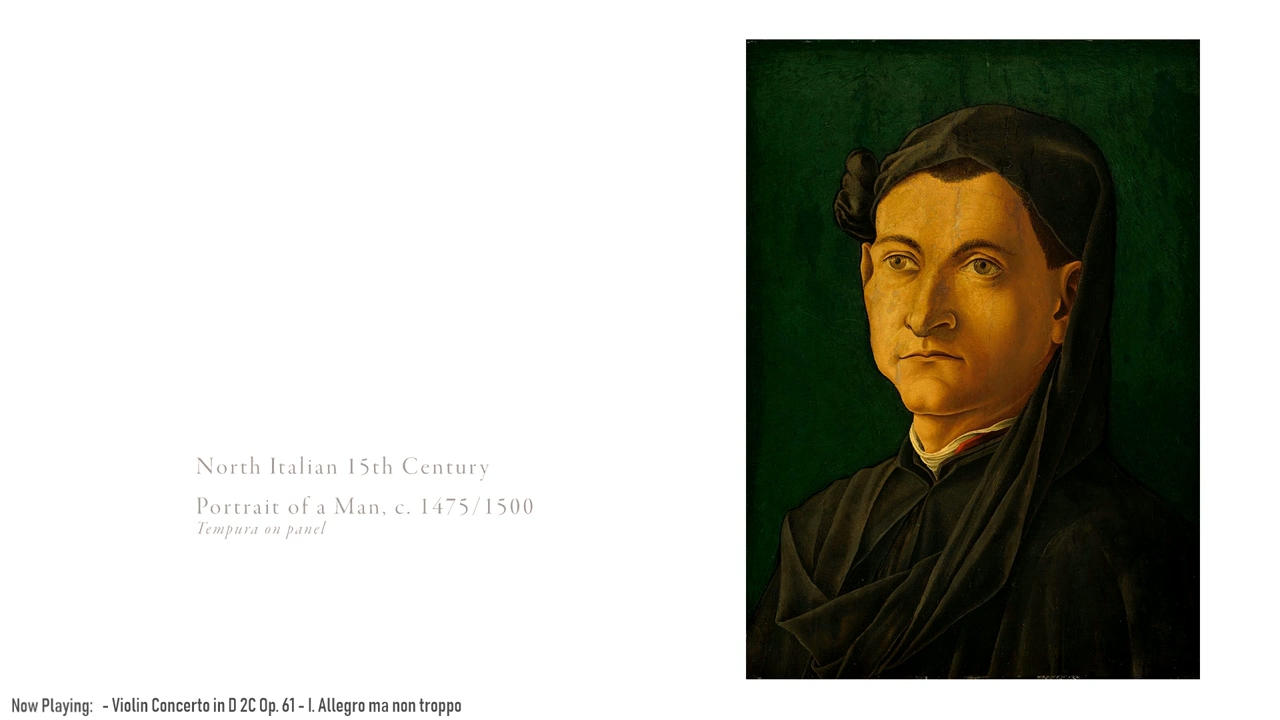 North Italian 15th Century
Portrait of a Man, c. 1475/1500
Tempura on panel
Now Playing:  - Violin Concerto in D 2C Op. 61 - I. Allegro ma non troppo